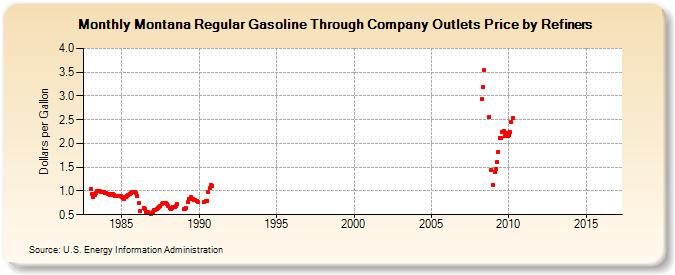 Monthly Montana Regular Gasoline Through Company Outlets Price by Refiners
Dollars per Gallon
4.0
3.5
3.0
2.5
2.0
1.5
1.0
0.5
1985 1990 1995 2000 2005 2010 2015
Source: U.S. Energy Information Administration